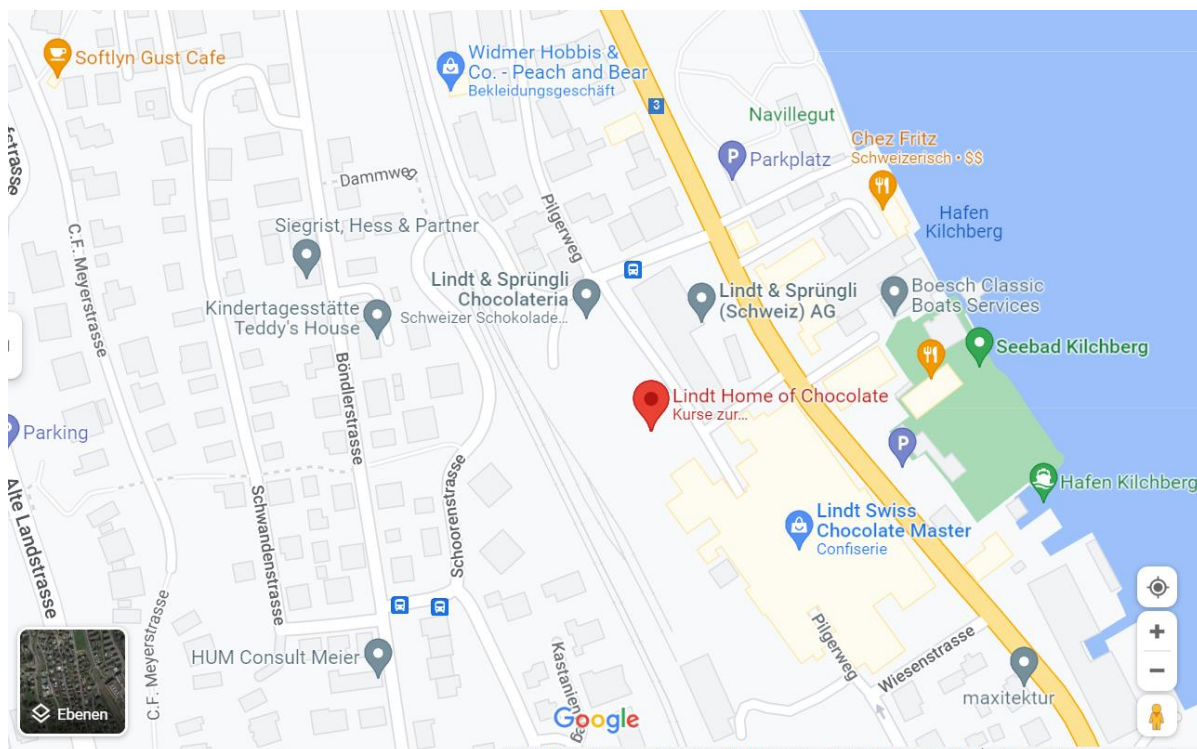 Softlyn Gust Cafe
Widmer Hobbis &
Co. - Peach and Bear
Bekleidungsgeschäft
3
Navillegut
Parkplatz
Chez Fritz
Schweizerisch • $$
Dammweg
Pilgerweg
Hafen
Kilchberg
Siegrist, Hess & Partner
C.F. Meyerstrasse
Lindt & Sprüngli
Chocolateria
Schweizer Schokolade...
Lindt & Sprüngli
(Schweiz) AG
Boesch Classic
Boats Services
Kindertagesstätte
Teddy's House
Seebad Kilchberg
Böndlerstrasse
Lindt Home of Chocolate
Kurse zur...
P
Parking
P
P
Alte Landstrasse
Schwandenstrasse
Schoorenstrasse
Hafen Kilchberg
Lindt Swiss
Chocolate Master
Confiserie
HUM Consult Meier
C.F. Meyerstrasse
Pilgerweg
Wiesenstrasse
maxitektur
Ebenen
Google